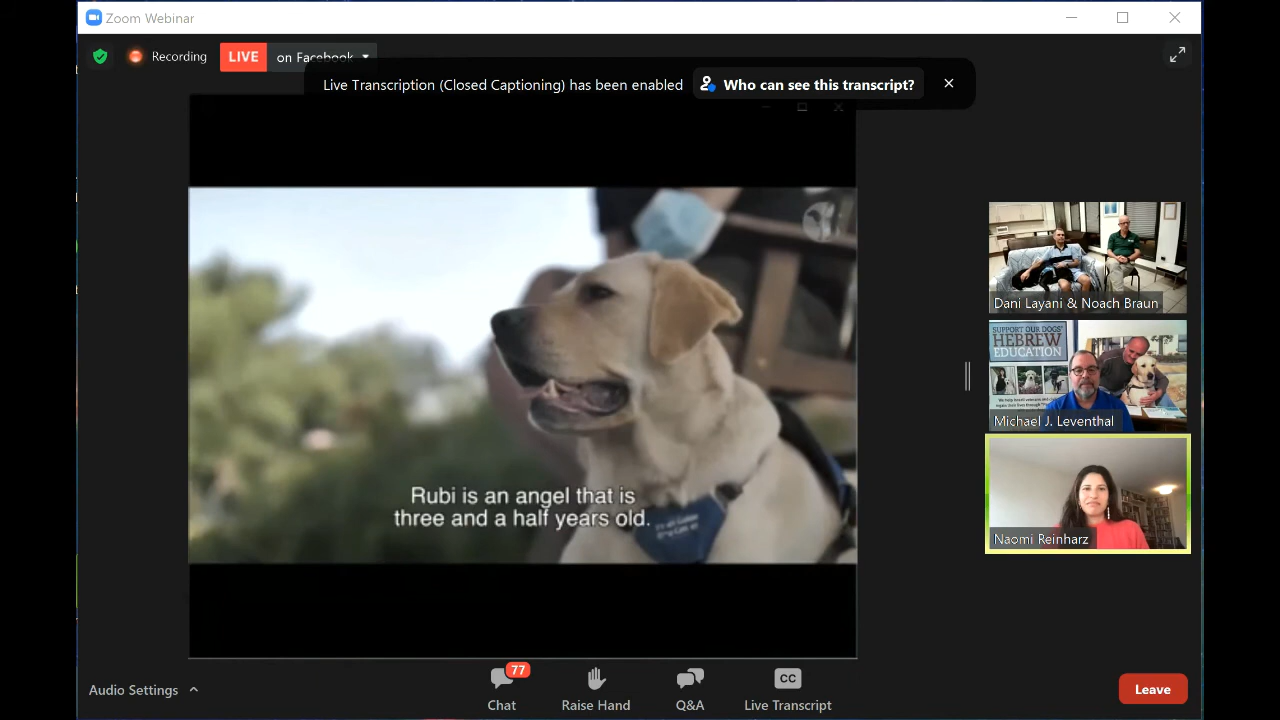 Zoom Webinar
Recording
LIVE
on Facebook
Live Transcription (Closed Captioning) has been enabled
Who can see this transcript?
Rubi is an angel that is
three and a half years old.
Dani Layani & Noach Braun
SUPPORT OUR DOGS'
HEBREW
EDUCATION
Michael J. Leventhal
Naomi Reinharz
Audio Settings
77
Chat
Raise Hand
Q&A
CC
Live Transcript
Leave